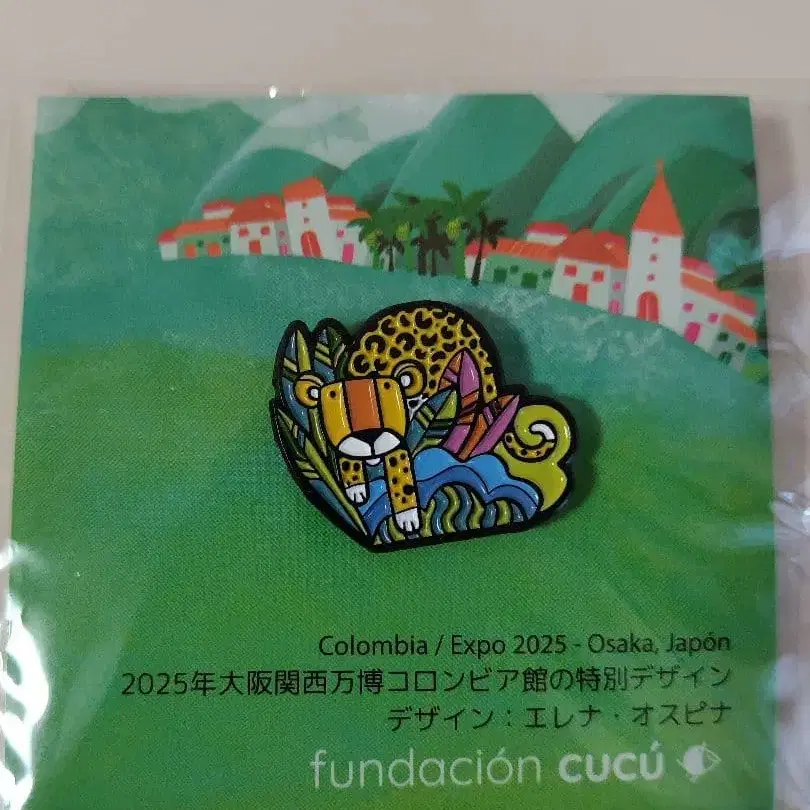 Colombia / Expo 2025 - Osaka, Japón
2025年大阪関西万博コロンビア館の特別デザイン
デザイン：エレナ・オスピナ
fundación cucú